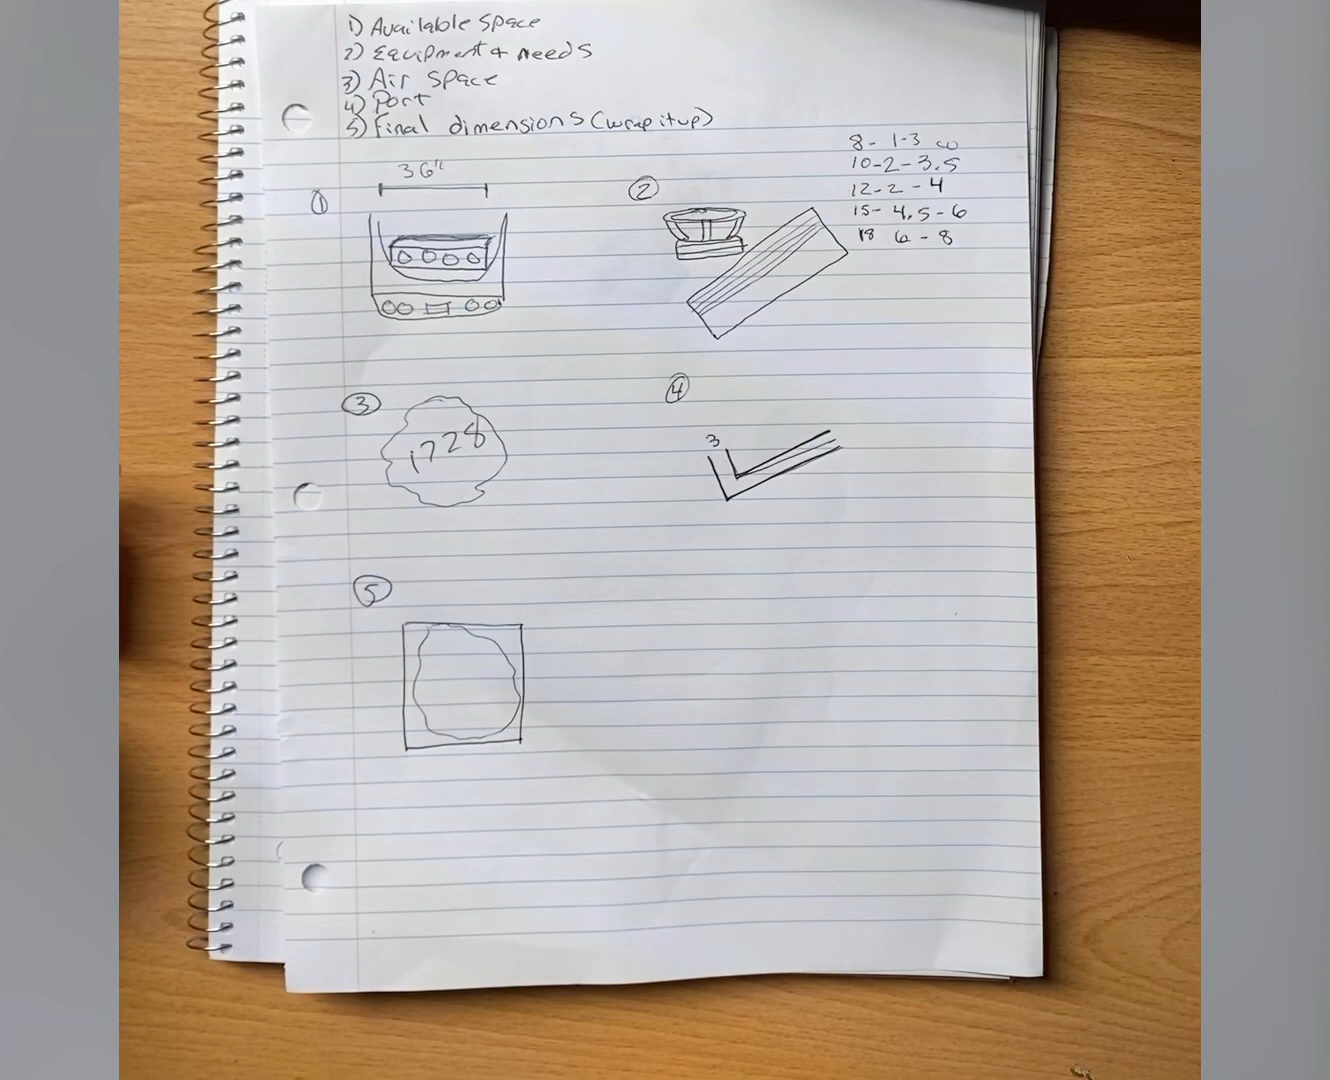 1) Available Space
2) Equipment + needs
3) Air Space
4) Port
5) Final dimensions (wrap it up)
8- 1-3
10-2-3.5
12-2-4
15- 4.5-6
18 6-8
36"
①
②
③
1728
④
3
⑤